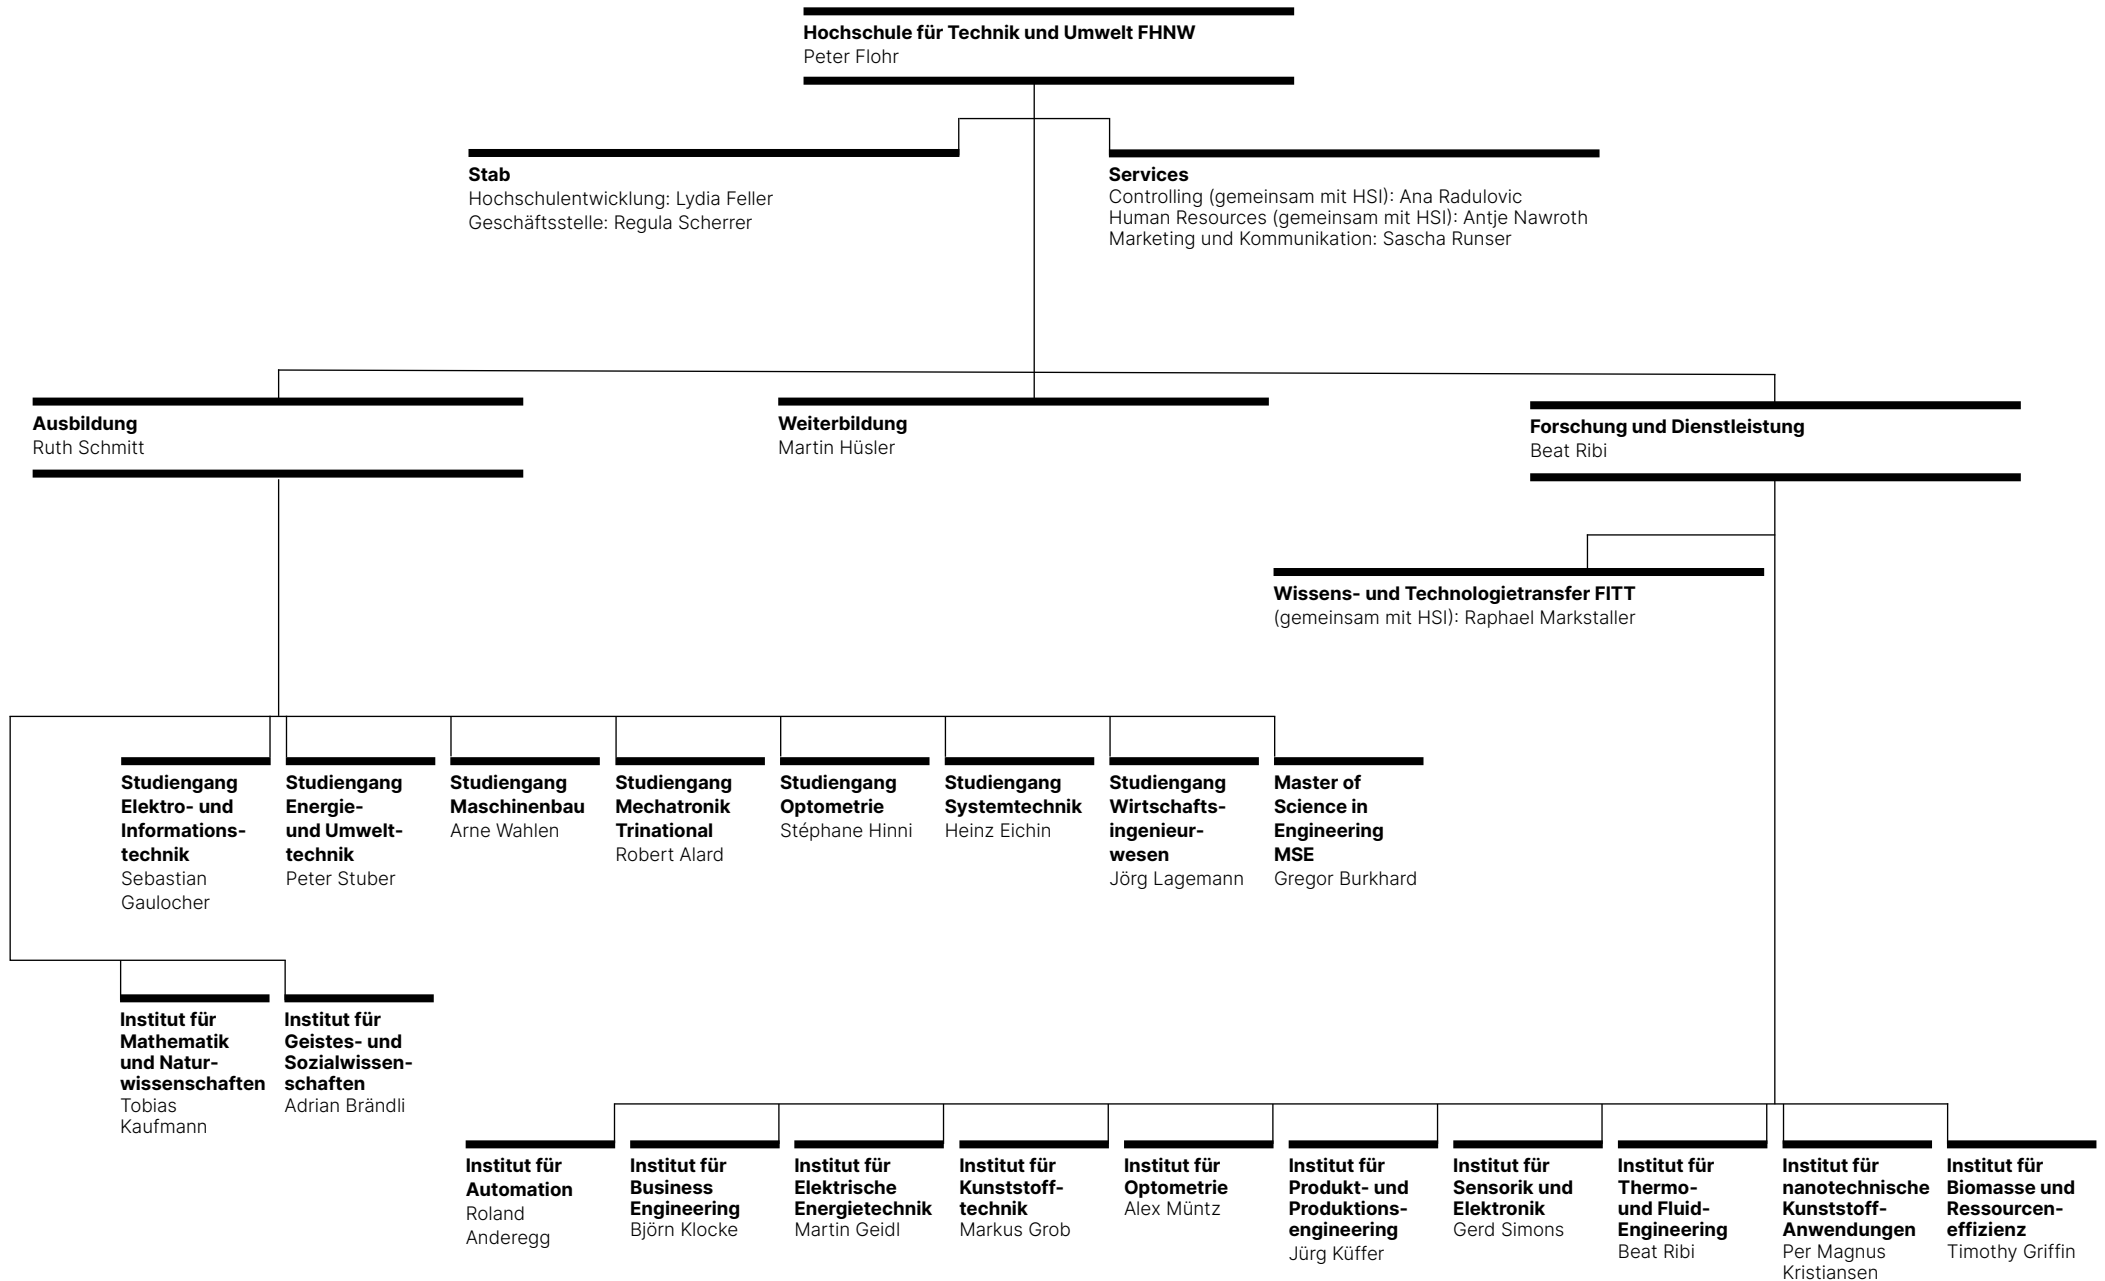 Hochschule für Technik und Umwelt FHNW
Peter Flohr
Stab
Hochschulentwicklung: Lydia Feller
Geschäftsstelle: Regula Scherrer
Services
Controlling (gemeinsam mit HSI): Ana Radulovic
Human Resources (gemeinsam mit HSI): Antje Nawroth
Marketing und Kommunikation: Sascha Runser
Ausbildung
Ruth Schmitt
Weiterbildung
Martin Hüsler
Forschung und Dienstleistung
Beat Ribi
Wissens- und Technologietransfer FITT
(gemeinsam mit HSI): Raphael Markstaller
Studiengang
Elektro- und
Informations-
technik
Sebastian
Gaulocher
Studiengang
Energie-
und Umwelt-
technik
Peter Stuber
Studiengang
Maschinenbau
Arne Wahlen
Studiengang
Mechatronik
Trinational
Robert Alard
Studiengang
Optometrie
Stéphane Hinni
Studiengang
Systemtechnik
Heinz Eichin
Studiengang
Wirtschafts-
ingenieur-
wesen
Jörg Lagemann
Master of
Science in
Engineering
MSE
Gregor Burkhard
Institut für
Mathematik
und Natur-
wissenschaften
Tobias
Kaufmann
Institut für
Geistes- und
Sozialwissen-
schaften
Adrian Brändli
Institut für
Automation
Roland
Anderegg
Institut für
Business
Engineering
Björn Klocke
Institut für
Elektrische
Energietechnik
Martin Geidl
Institut für
Kunststoff-
technik
Markus Grob
Institut für
Optometrie
Alex Müntz
Institut für
Produkt- und
Produktions-
engineering
Jürg Küffer
Institut für
Sensorik und
Elektronik
Gerd Simons
Institut für
Thermo-
und Fluid-
Engineering
Beat Ribi
Institut für
nanotechnische
Kunststoff-
Anwendungen
Per Magnus
Kristiansen
Institut für
Biomasse und
Ressourcen-
effizienz
Timothy Griffin